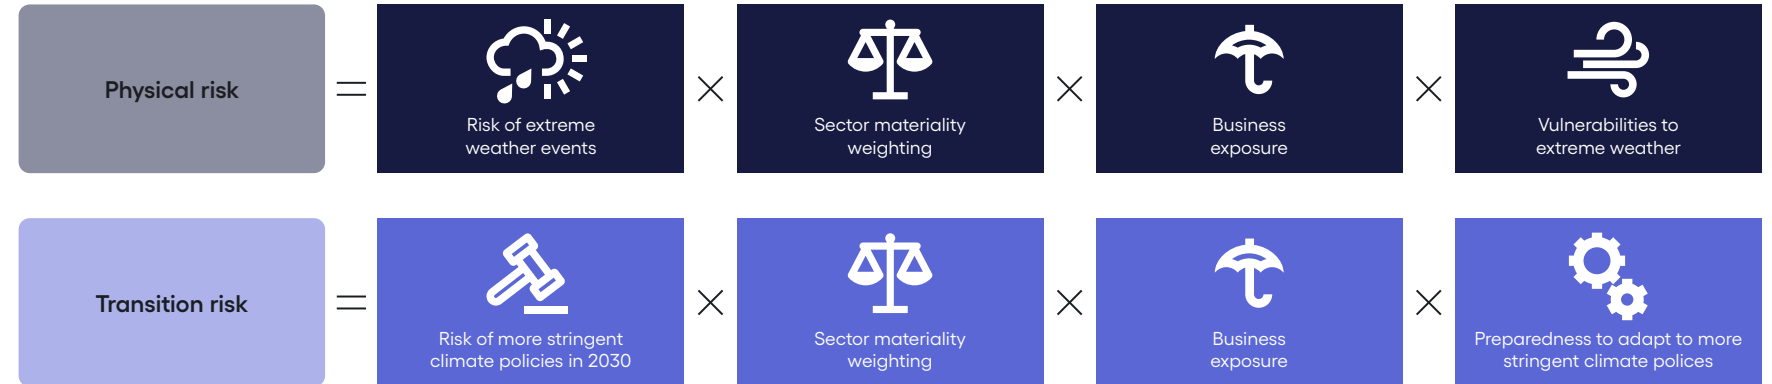 Physical risk
=
Risk of extreme
weather events
×
Sector materiality
weighting
×
Business
exposure
×
Vulnerabilities to
extreme weather
Transition risk
=
Risk of more stringent
climate policies in 2030
×
Sector materiality
weighting
×
Business
exposure
×
Preparedness to adapt to more
stringent climate polices